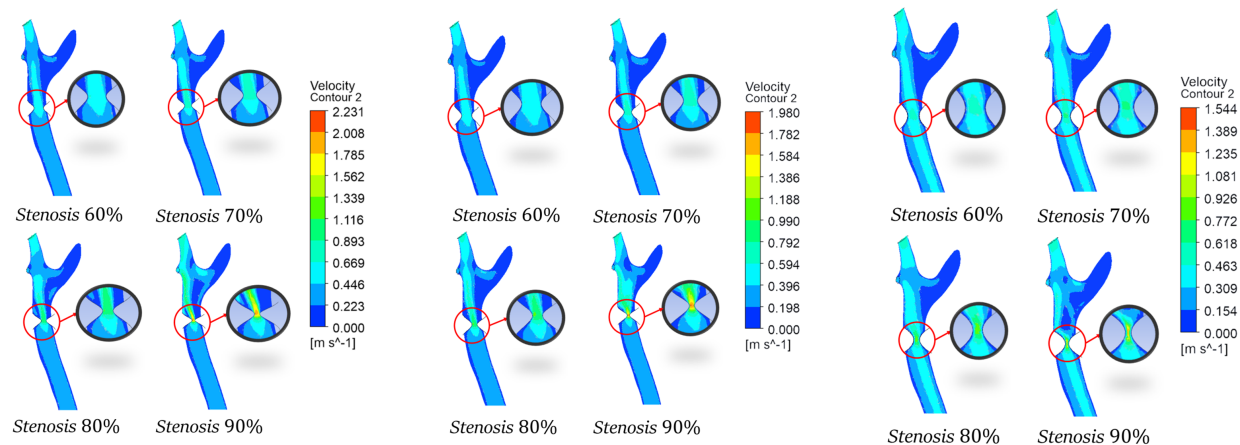 Velocity
Contour 2
2.231
2.008
1.785
1.562
1.339
1.116
0.893
0.669
0.446
0.223
0.000
[m s^-1]
Stenosis 60%
Stenosis 70%
Stenosis 80%
Stenosis 90%
Velocity
Contour 2
1.980
1.782
1.584
1.386
1.188
0.990
0.792
0.594
0.396
0.198
0.000
[m s^-1]
Stenosis 60%
Stenosis 70%
Stenosis 80%
Stenosis 90%
Velocity
Contour 2
1.544
1.389
1.235
1.081
0.926
0.772
0.618
0.463
0.309
0.154
0.000
[m s^-1]
Stenosis 60%
Stenosis 70%
Stenosis 80%
Stenosis 90%